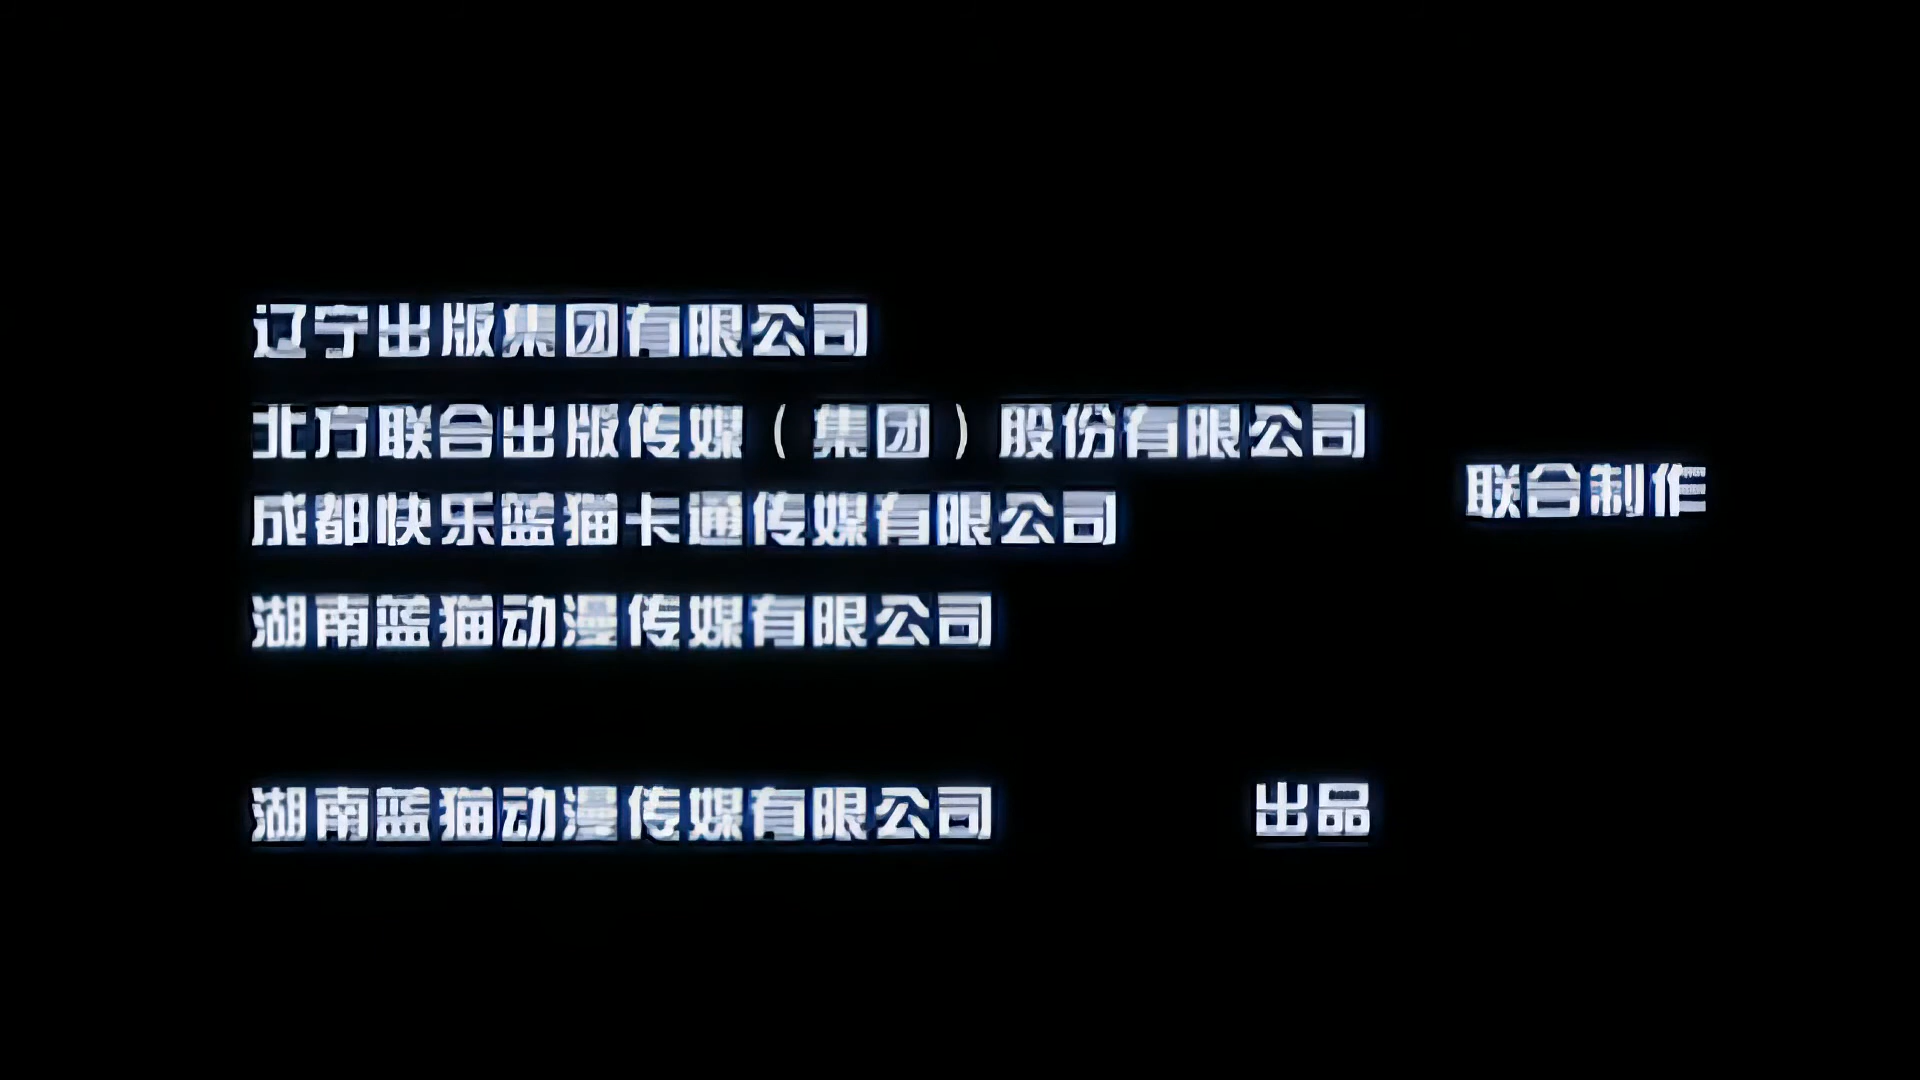 辽宁出版集团有限公司
北方联合出版传媒（集团）股份有限公司
联合制作
成都快乐蓝猫卡通传媒有限公司
湖南蓝猫动漫传媒有限公司
湖南蓝猫动漫传媒有限公司 出品